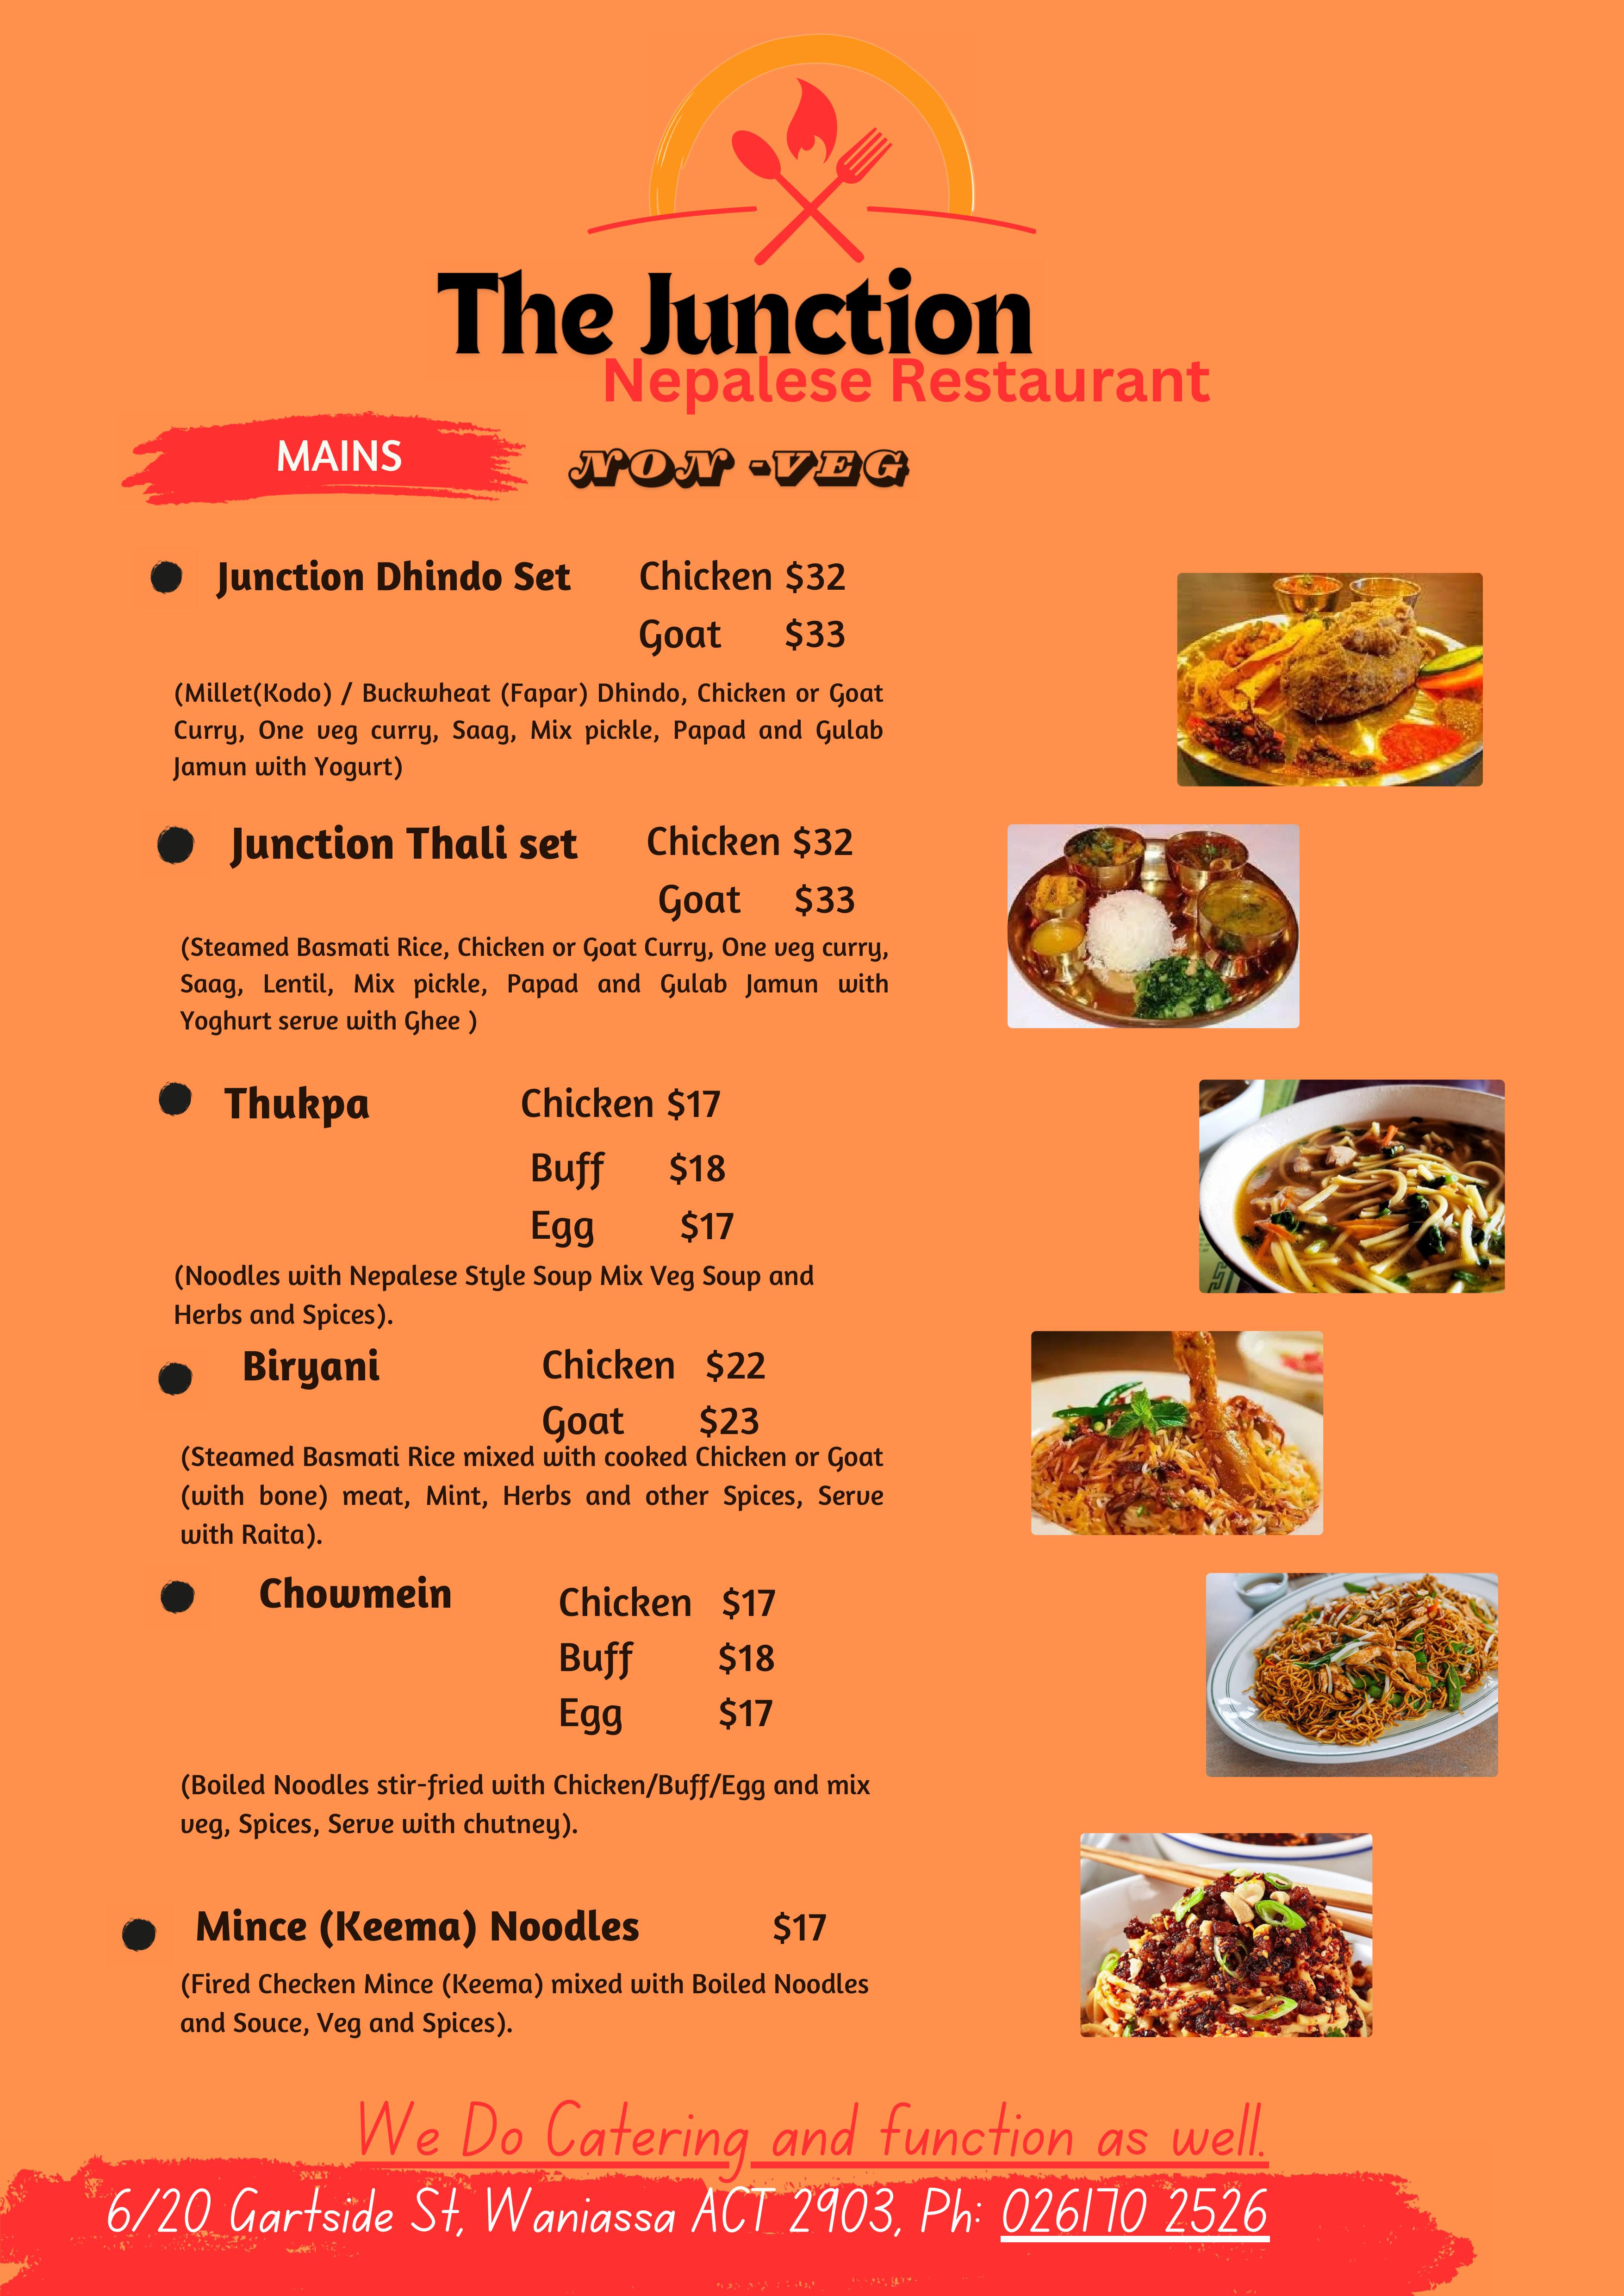 The Junction
Nepalese Restaurant
MAINS
NON -VEG
Junction Dhindo Set Chicken $32
Goat $33
(Millet(Kodo) / Buckwheat (Fapar) Dhindo, Chicken or Goat
Curry, One veg curry, Saag, Mix pickle, Papad and Gulab
Jamun with Yogurt)
Junction Thali set Chicken $32
Goat $33
(Steamed Basmati Rice, Chicken or Goat Curry, One veg curry,
Saag, Lentil, Mix pickle, Papad and Gulab Jamun with
Yoghurt serve with Ghee )
Thukpa Chicken $17
Buff $18
Egg $17
(Noodles with Nepalese Style Soup Mix Veg Soup and
Herbs and Spices).
Biryani Chicken $22
Goat $23
(Steamed Basmati Rice mixed with cooked Chicken or Goat
(with bone) meat, Mint, Herbs and other Spices, Serve
with Raita).
Chowmein Chicken $17
Buff $18
Egg $17
(Boiled Noodles stir-fried with Chicken/Buff/Egg and mix
veg, Spices, Serve with chutney).
Mince (Keema) Noodles $17
(Fired Checken Mince (Keema) mixed with Boiled Noodles
and Souce, Veg and Spices).
We Do Catering and function as well.
6/20 Gartside St, Waniassa ACT 2903, Ph: 026170 2526